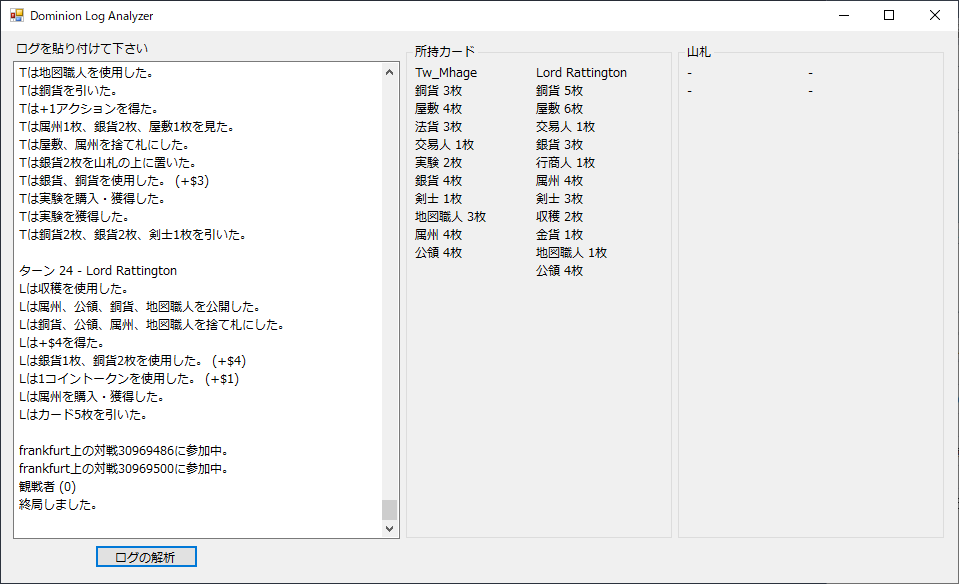 Dominion Log Analyzer
ログを貼り付けて下さい
Tは地図職人を使用した。
Tは銅貨を引いた。
Tは+1アクションを得た。
Tは属州1枚、銀貨2枚、屋敷1枚を見た。
Tは屋敷、属州を捨て札にした。
Tは銀貨2枚を山札の上に置いた。
Tは銀貨、銅貨を使用した。 (+$3)
Tは実験を購入・獲得した。
Tは実験を獲得した。
Tは銅貨2枚、銀貨2枚、剣士1枚を引いた。
ターン 24 - Lord Rattington
Lは収穫を使用した。
Lは属州、公領、銅貨、地図職人を公開した。
Lは銅貨、公領、属州、地図職人を捨て札にした。
Lは+$4を得た。
Lは銀貨1枚、銅貨2枚を使用した。 (+$4)
Lは1コイントークンを使用した。 (+$1)
Lは属州を購入・獲得した。
Lはカード5枚を引いた。
frankfurt上の対戦30969486に参加中。
frankfurt上の対戦30969500に参加中。
観戦者 (0)
終局しました。
ログの解析
所持カード
Tw_Mhage
銅貨 3枚
屋敷 4枚
法貨 3枚
交易人 1枚
実験 2枚
銀貨 4枚
剣士 1枚
地図職人 3枚
属州 4枚
公領 4枚
Lord Rattington
銅貨 5枚
屋敷 6枚
交易人 1枚
銀貨 3枚
行商人 1枚
属州 4枚
剣士 3枚
収穫 2枚
金貨 1枚
地図職人 1枚
公領 4枚
山札
- -
- -